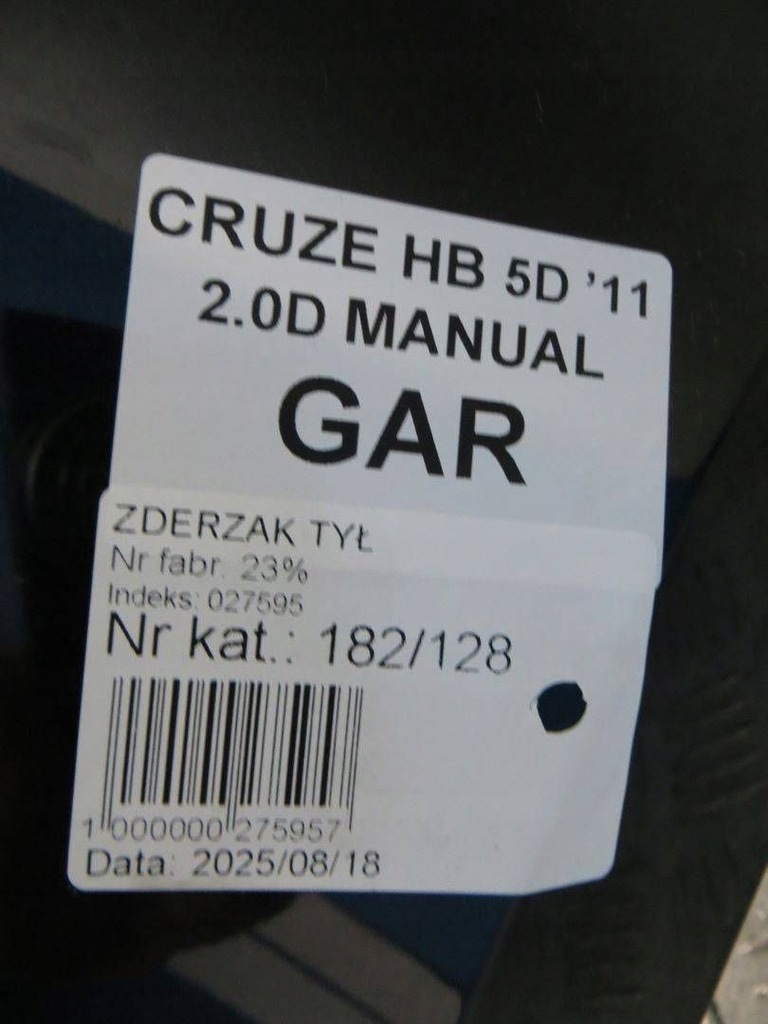 CRUZE HB 5D '11
2.0D MANUAL
GAR
ZDERZAK TYŁ
Nr fabr. 23%
Indeks: 027595
Nr kat.: 182/128
1 000000 275957
Data: 2025/08/18